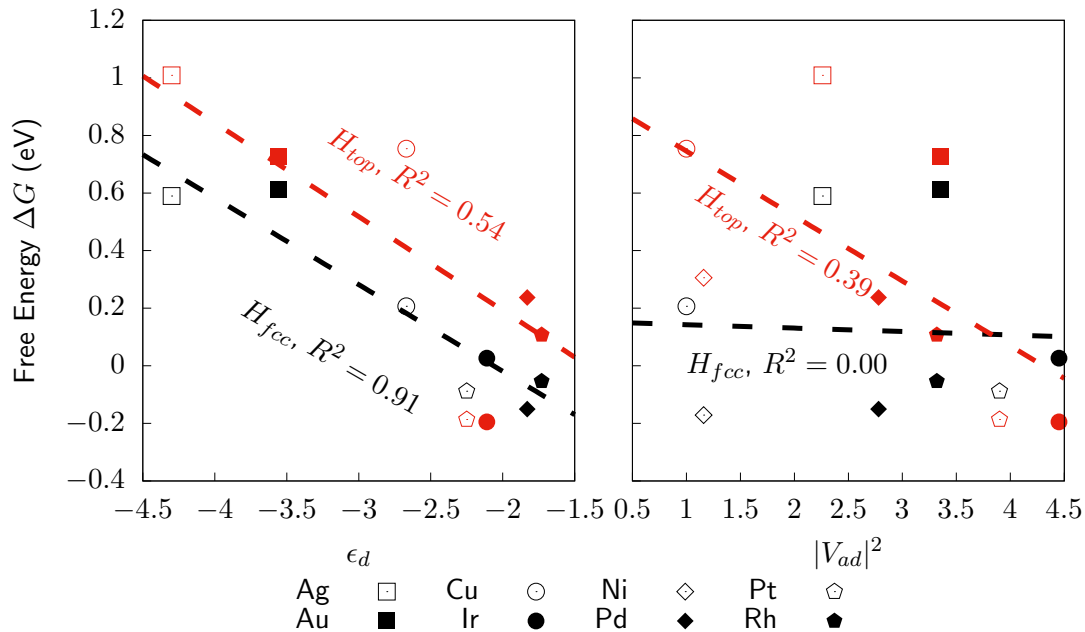 Free Energy ΔG (eV)
1.2
1
0.8
0.6
0.4
0.2
0
−0.2
−0.4
H_top, R² = 0.54
H_fcc, R² = 0.91
−4.5 −3.5 −2.5 −1.5
ϵ_d
H_top, R² = 0.39
H_fcc, R² = 0.00
0.5 1 1.5 2 2.5 3 3.5 4 4.5
|V_ad|²
Ag Cu Ni Pt
Au Ir Pd Rh